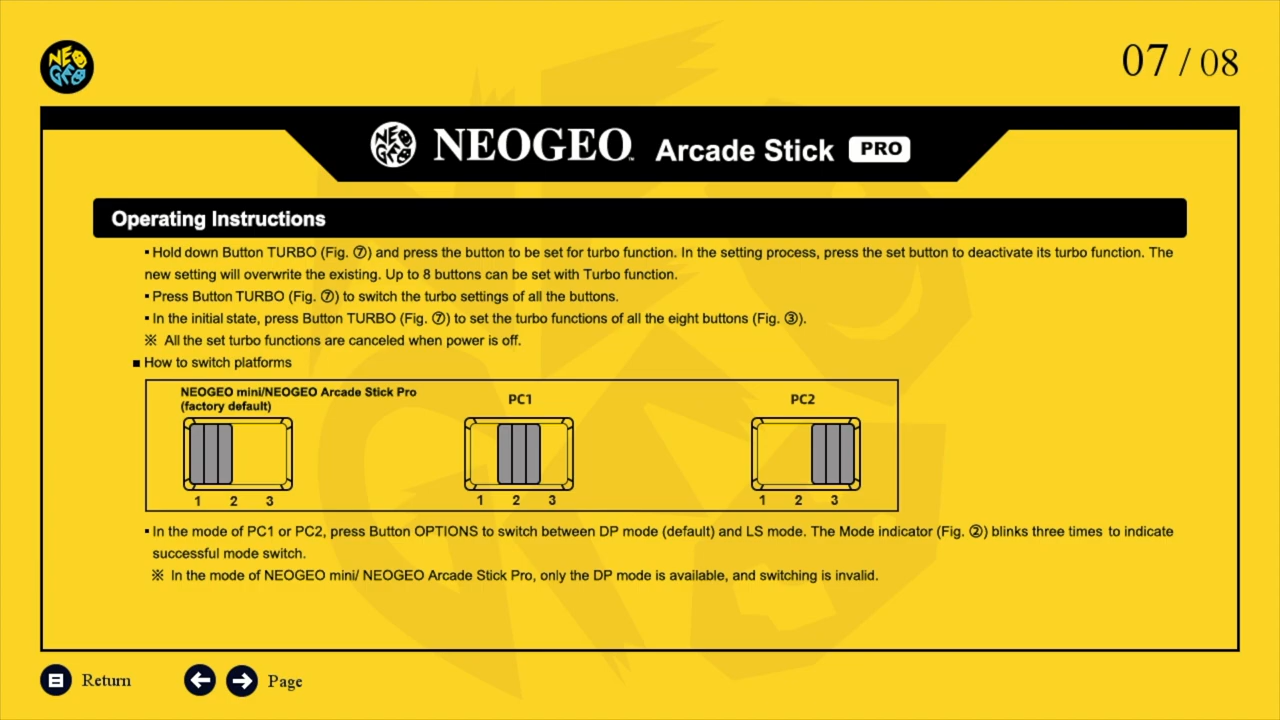 NEO GEO
07 / 08
NEO GEO NEOGEO™ Arcade Stick PRO
Operating Instructions
▪ Hold down Button TURBO (Fig. ⑦) and press the button to be set for turbo function. In the setting process, press the set button to deactivate its turbo function. The
new setting will overwrite the existing. Up to 8 buttons can be set with Turbo function.
▪ Press Button TURBO (Fig. ⑦) to switch the turbo settings of all the buttons.
▪ In the initial state, press Button TURBO (Fig. ⑦) to set the turbo functions of all the eight buttons (Fig. ③).
※ All the set turbo functions are canceled when power is off.
■ How to switch platforms
NEOGEO mini/NEOGEO Arcade Stick Pro
(factory default)
1 2 3
PC1
1 2 3
PC2
1 2 3
▪ In the mode of PC1 or PC2, press Button OPTIONS to switch between DP mode (default) and LS mode. The Mode indicator (Fig. ②) blinks three times to indicate
successful mode switch.
※ In the mode of NEOGEO mini/ NEOGEO Arcade Stick Pro, only the DP mode is available, and switching is invalid.
Return Page